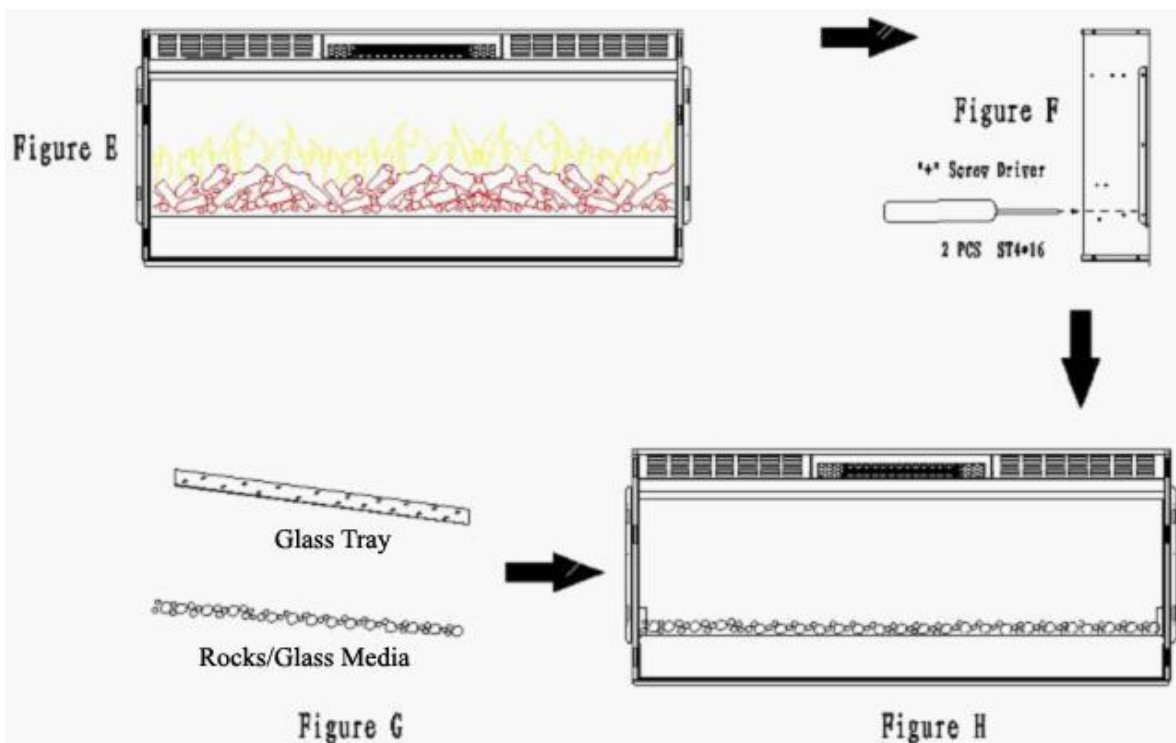 Figure E
Figure F
"+" Screw Driver
2 PCS ST4*16
Glass Tray
Rocks/Glass Media
Figure G
Figure H